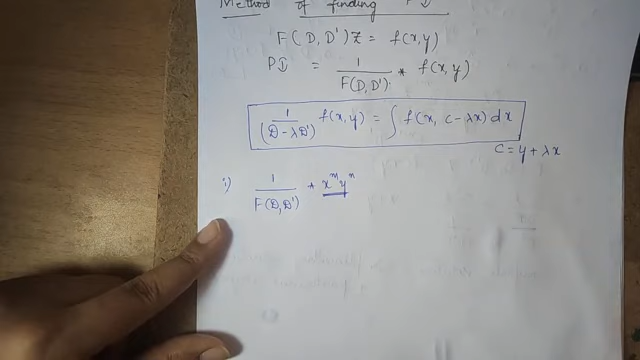 Method of finding PI
F(D, D')Z = f(x,y)
PI = 1/F(D,D') * f(x,y)
1/(D-λD') f(x,y) = ∫ f(x, c-λx) dx
c = y + λx
i) 1/F(D,D') * x^m y^n